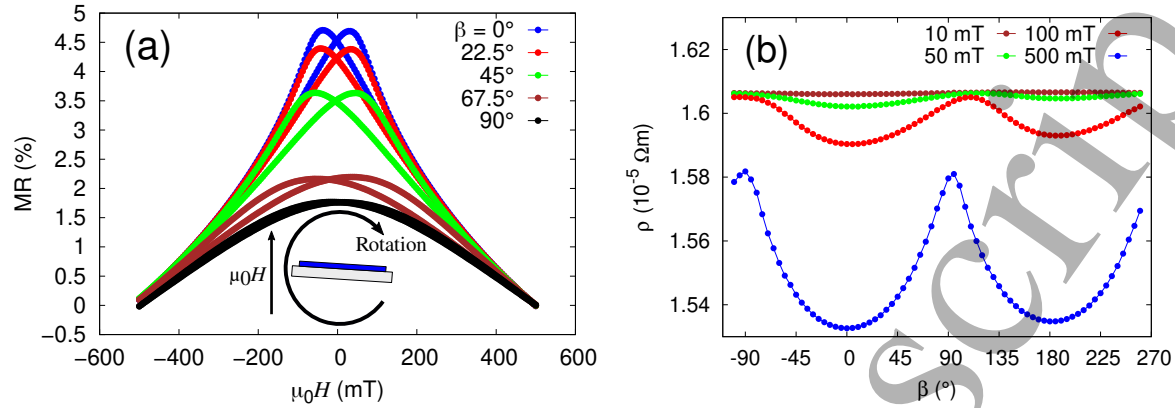 (a)
β = 0°
22.5°
45°
67.5°
90°
5
4.5
4
3.5
3
2.5
2
1.5
1
0.5
0
−0.5
MR (%)
μ₀H
Rotation
−600 −400 −200 0 200 400 600
μ₀H (mT)
(b)
10 mT 100 mT
50 mT 500 mT
1.62
1.6
1.58
1.56
1.54
ρ (10⁻⁵ Ωm)
-90 -45 0 45 90 135 180 225 270
β (°)
scrip